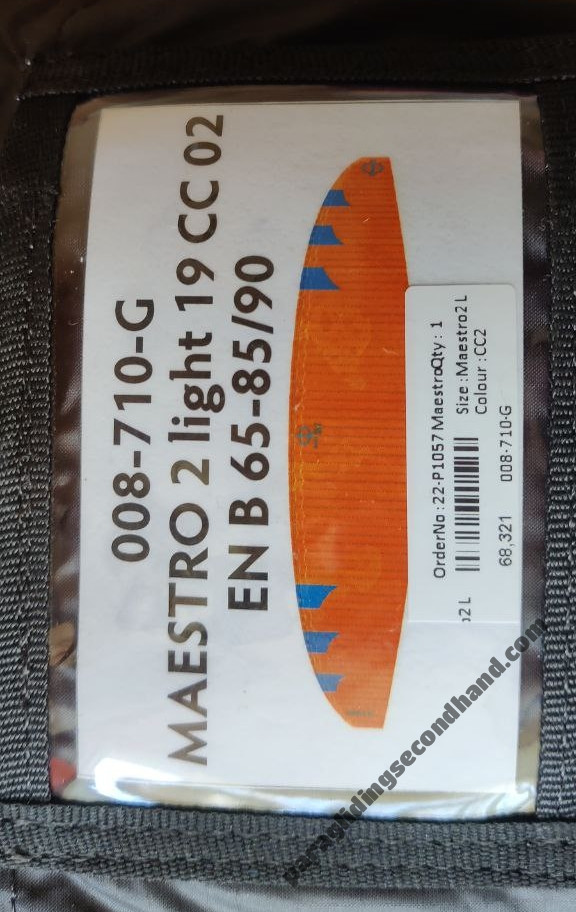 008-710-G
MAESTRO 2 light 19 CC 02
EN B 65-85/90
OrderNo : 22-P1057 MaestroQty : 1
Size :Maestro2 L
Colour :CC2
68,321 008-710-G
o2 L
paraglidingsecondhand.com